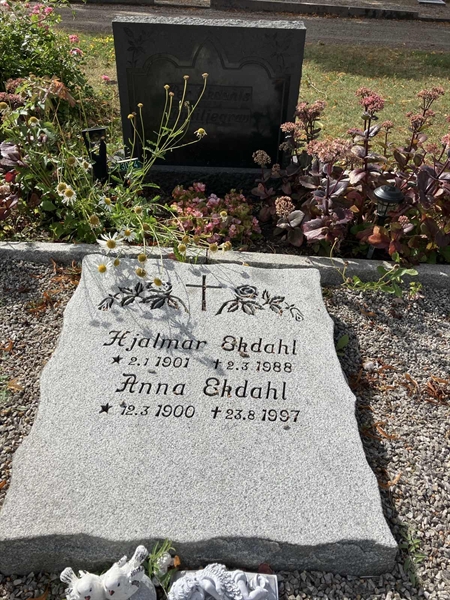 Hjalmar Ekdahl
★ 2.1 1901 ✝ 2.3 1988
Anna Ekdahl
★ 12.3 1900 ✝ 23.8 1997